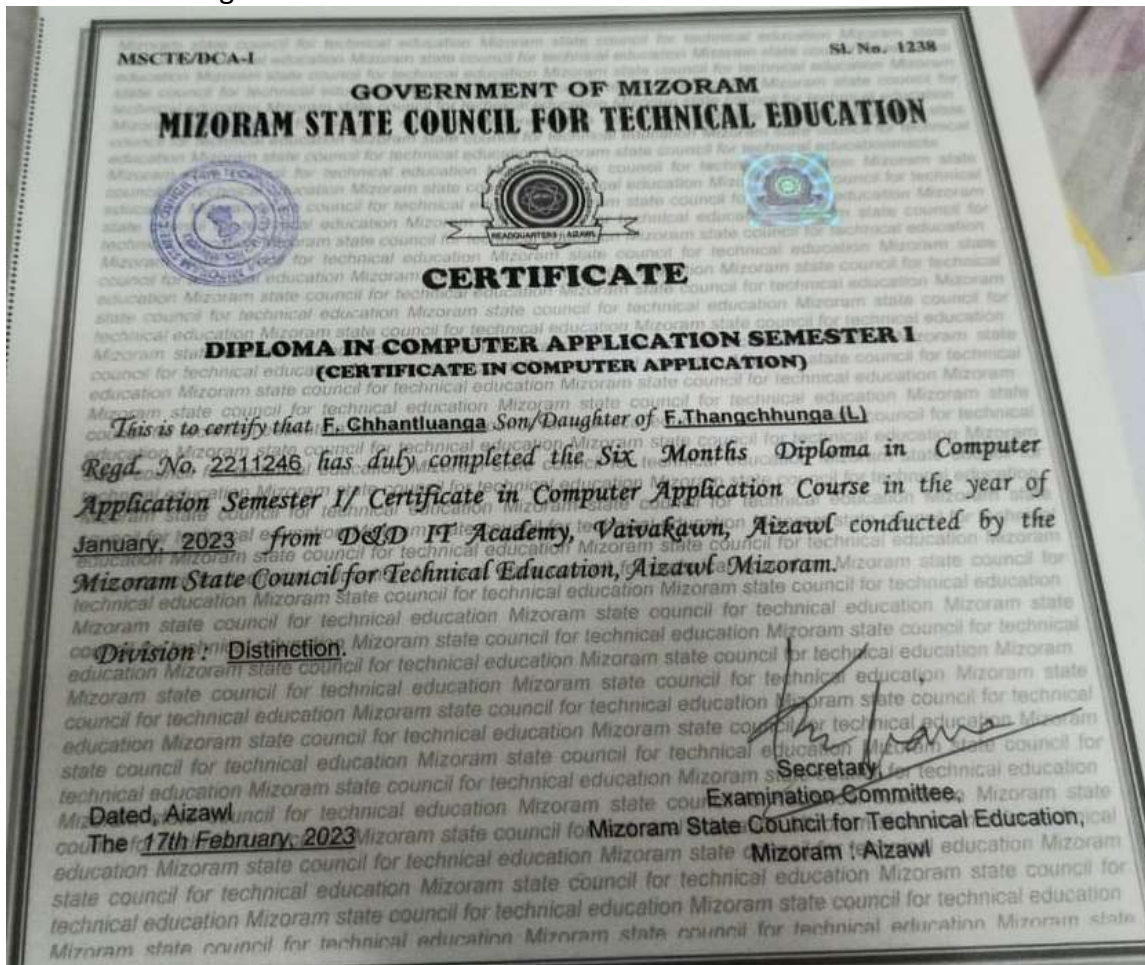 MSCTE/DCA-I
Sl. No. 1238
GOVERNMENT OF MIZORAM
MIZORAM STATE COUNCIL FOR TECHNICAL EDUCATION
HEADQUARTERS : AIZAWL
CERTIFICATE
DIPLOMA IN COMPUTER APPLICATION SEMESTER I
(CERTIFICATE IN COMPUTER APPLICATION)
This is to certify that F. Chhantluanga Son/Daughter of F.Thangchhunga (L)
Regd. No. 2211246 has duly completed the Six Months Diploma in Computer
Application Semester I/ Certificate in Computer Application Course in the year of
January, 2023 from D&D IT Academy, Vaivakawn, Aizawl conducted by the
Mizoram State Council for Technical Education, Aizawl Mizoram.
Division : Distinction.
Secretary,
Examination Committee,
Mizoram State Council for Technical Education,
Mizoram : Aizawl
Dated, Aizawl
The 17th February, 2023